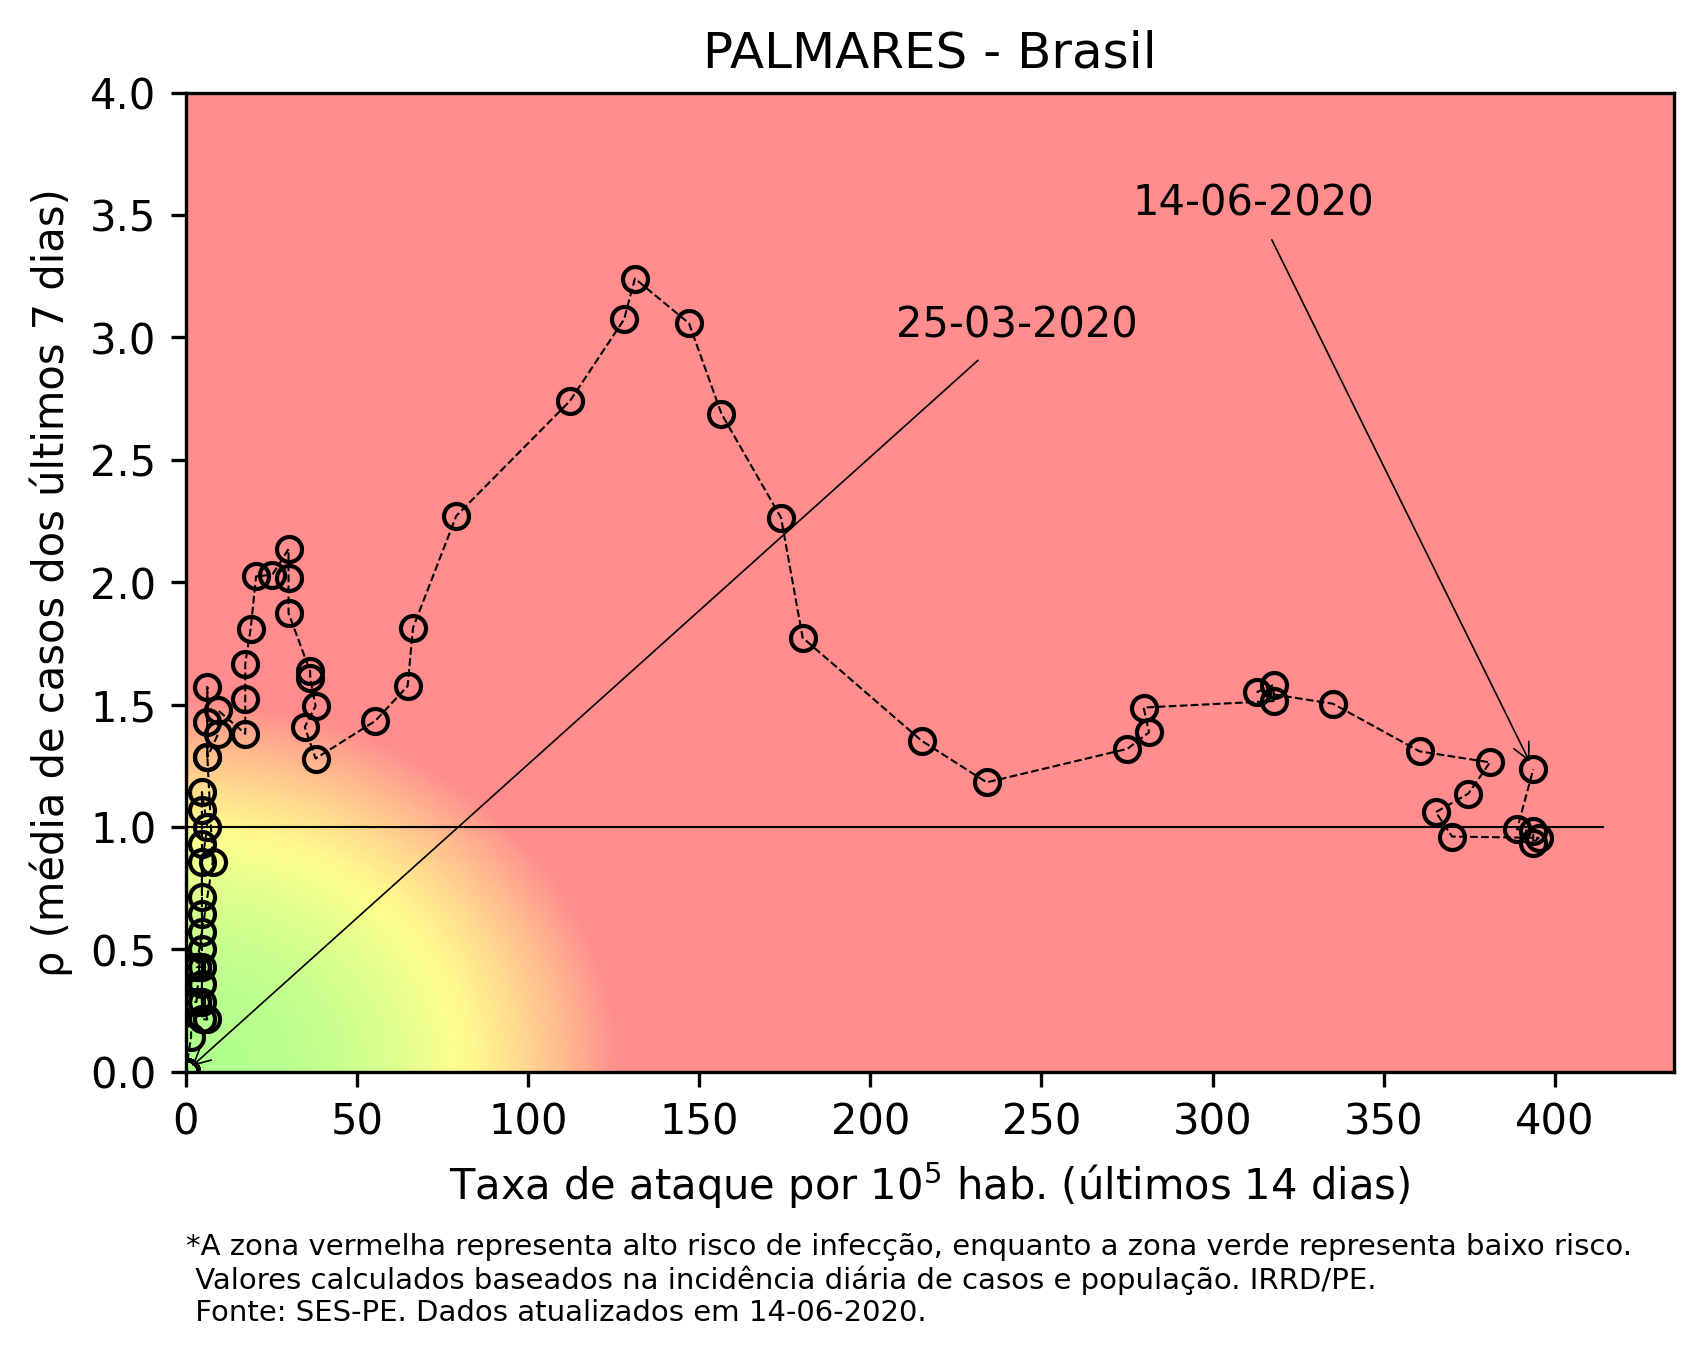 PALMARES - Brasil
4.0
3.5
3.0
2.5
2.0
1.5
1.0
0.5
0.0
ρ (média de casos dos últimos 7 dias)
14-06-2020
25-03-2020
0 50 100 150 200 250 300 350 400
Taxa de ataque por 10⁵ hab. (últimos 14 dias)
*A zona vermelha representa alto risco de infecção, enquanto a zona verde representa baixo risco.
Valores calculados baseados na incidência diária de casos e população. IRRD/PE.
Fonte: SES-PE. Dados atualizados em 14-06-2020.